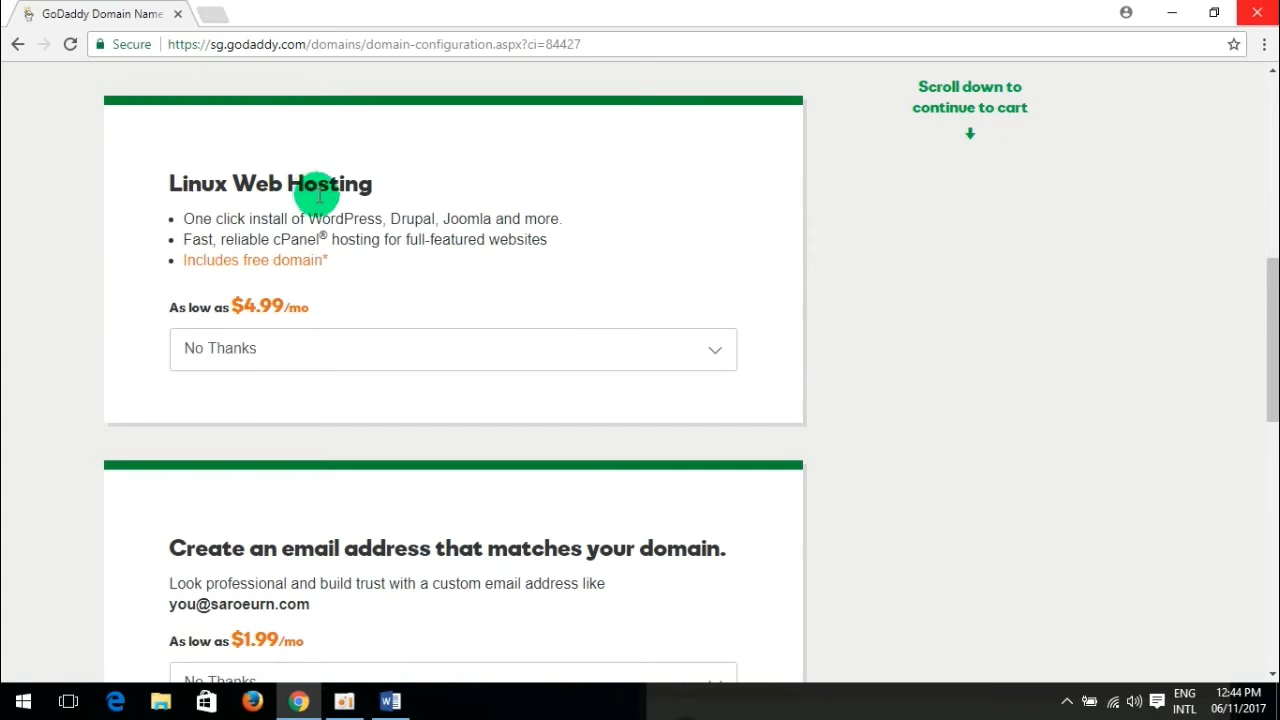 GoDaddy Domain Name
Secure
https://sg.godaddy.com/domains/domain-configuration.aspx?ci=84427
Scroll down to
continue to cart
Linux Web Hosting
One click install of WordPress, Drupal, Joomla and more.
Fast, reliable cPanel® hosting for full-featured websites
Includes free domain*
As low as $4.99/mo
No Thanks
Create an email address that matches your domain.
Look professional and build trust with a custom email address like
you@saroeurn.com
As low as $1.99/mo
No Thanks
ENG
INTL
12:44 PM
06/11/2017